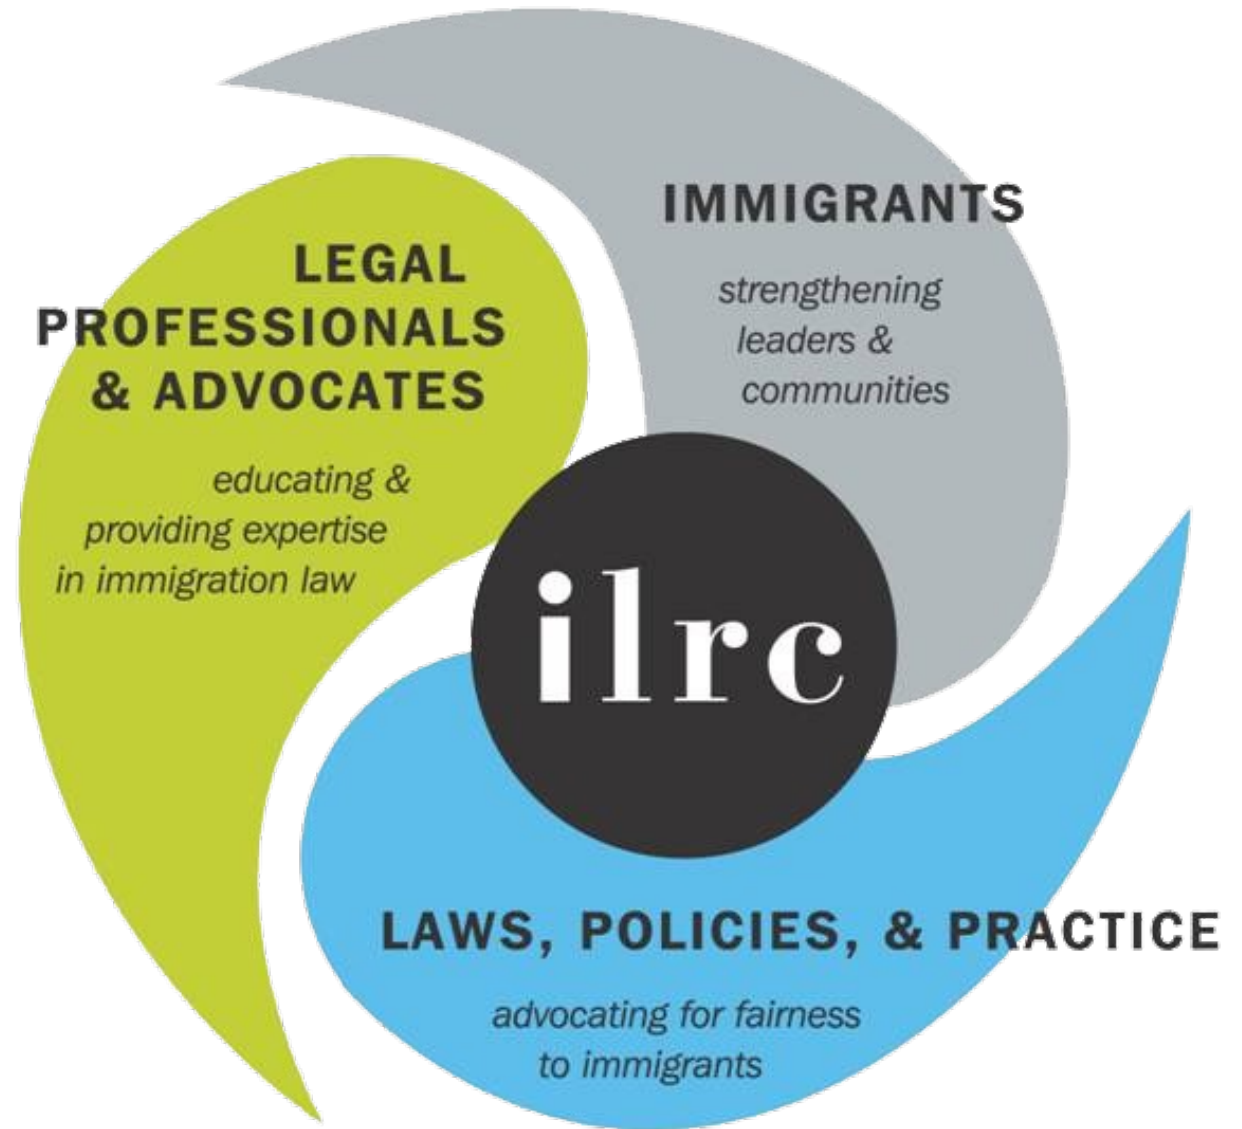 IMMIGRANTS
strengthening
leaders &
communities
LEGAL
PROFESSIONALS
& ADVOCATES
educating &
providing expertise
in immigration law
ilrc
LAWS, POLICIES, & PRACTICE
advocating for fairness
to immigrants